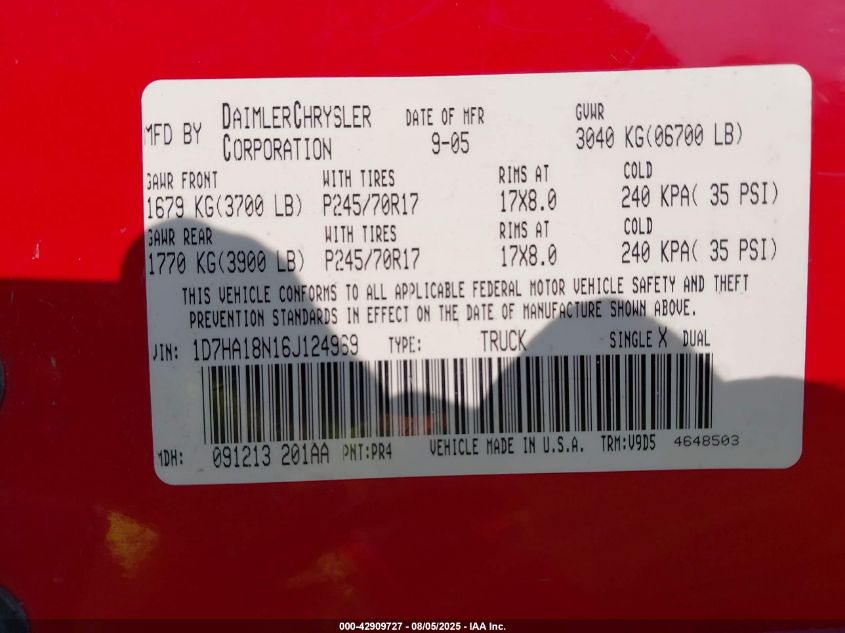 MFD BY DAIMLERCHRYSLER CORPORATION DATE OF MFR 9-05 GVWR 3040 KG(06700 LB)
GAWR FRONT WITH TIRES RIMS AT COLD
1679 KG(3700 LB) P245/70R17 17X8.0 240 KPA( 35 PSI)
GAWR REAR WITH TIRES RIMS AT COLD
1770 KG(3900 LB) P245/70R17 17X8.0 240 KPA( 35 PSI)
THIS VEHICLE CONFORMS TO ALL APPLICABLE FEDERAL MOTOR VEHICLE SAFETY AND THEFT
PREVENTION STANDARDS IN EFFECT ON THE DATE OF MANUFACTURE SHOWN ABOVE.
VIN: 1D7HA18N16J124969 TYPE: TRUCK SINGLE X DUAL
MDH: 091213 201AA PNT:PR4 VEHICLE MADE IN U.S.A. TRM:V9D5 4648503
000-42909727 - 08/05/2025 - IAA Inc.